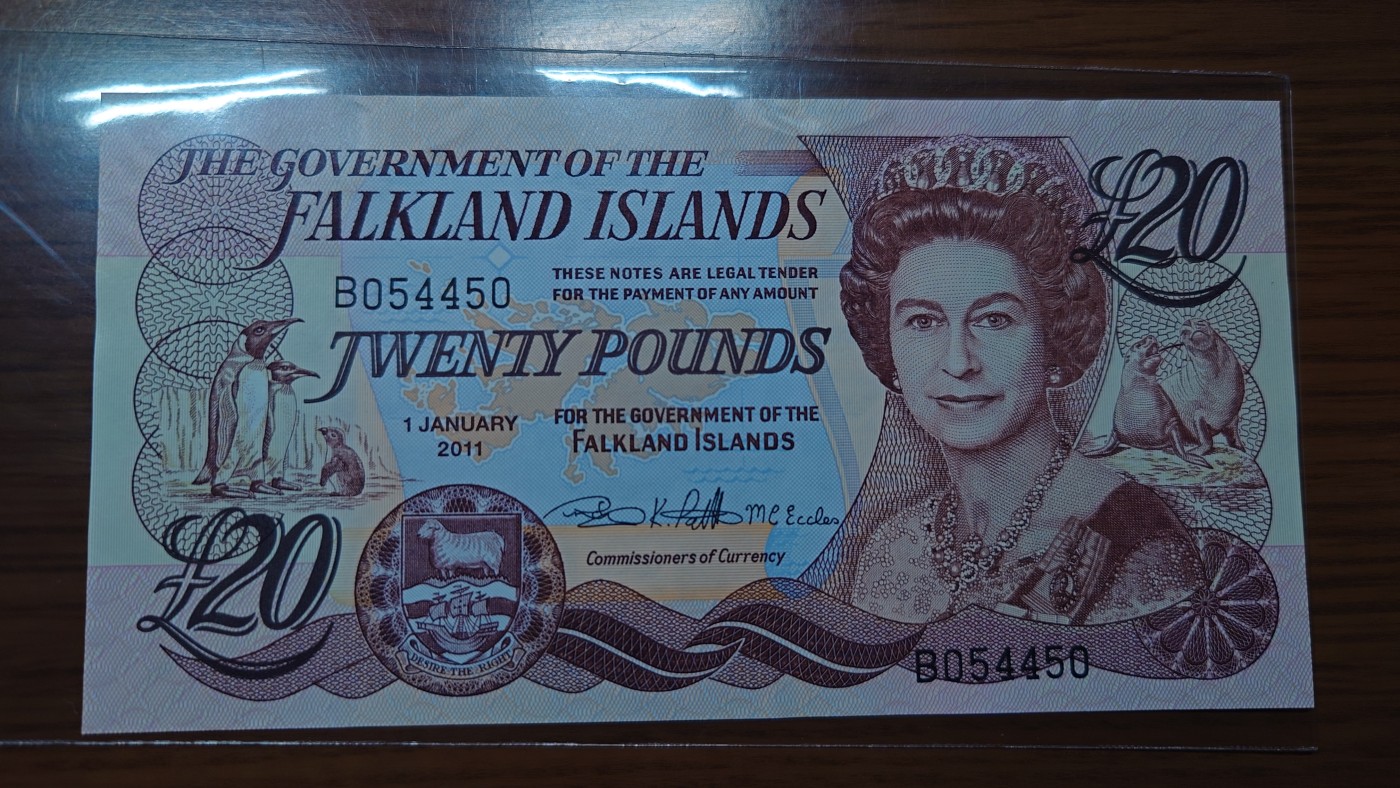 THE GOVERNMENT OF THE
FALKLAND ISLANDS
£20
B054450
THESE NOTES ARE LEGAL TENDER
FOR THE PAYMENT OF ANY AMOUNT
TWENTY POUNDS
1 JANUARY
2011
FOR THE GOVERNMENT OF THE
FALKLAND ISLANDS
MC Eccles
Commissioners of Currency
£20
DESIRE THE RIGHT
B054450